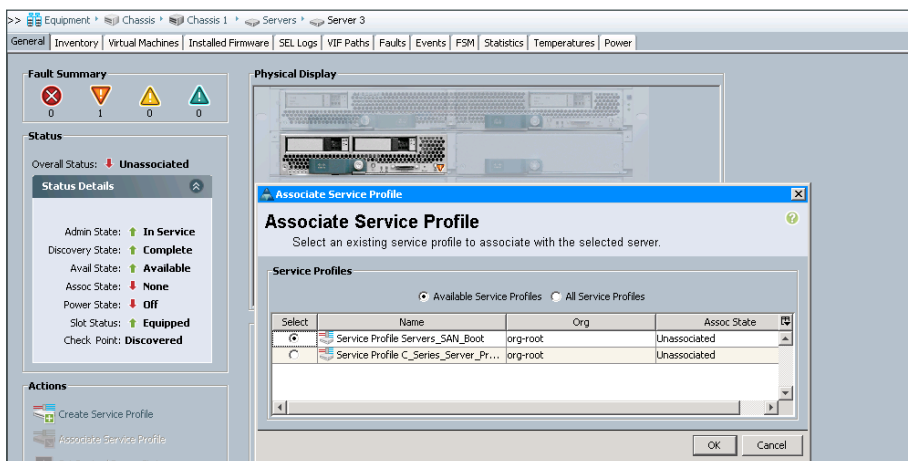 >> Equipment Chassis Chassis 1 Servers Server 3
General Inventory Virtual Machines Installed Firmware SEL Logs VIF Paths Faults Events FSM Statistics Temperatures Power
Fault Summary
0 1 0 0
Status
Overall Status: Unassociated
Status Details
Admin State: In Service
Discovery State: Complete
Avail State: Available
Assoc State: None
Power State: Off
Slot Status: Equipped
Check Point: Discovered
Actions
Create Service Profile
Associate Service Profile
Physical Display
Associate Service Profile
Associate Service Profile
Select an existing service profile to associate with the selected server.
Service Profiles
Available Service Profiles All Service Profiles
Select Name Org Assoc State
Service Profile Servers_SAN_Boot org-root Unassociated
Service Profile C_Series_Server_Pr... org-root Unassociated
OK Cancel